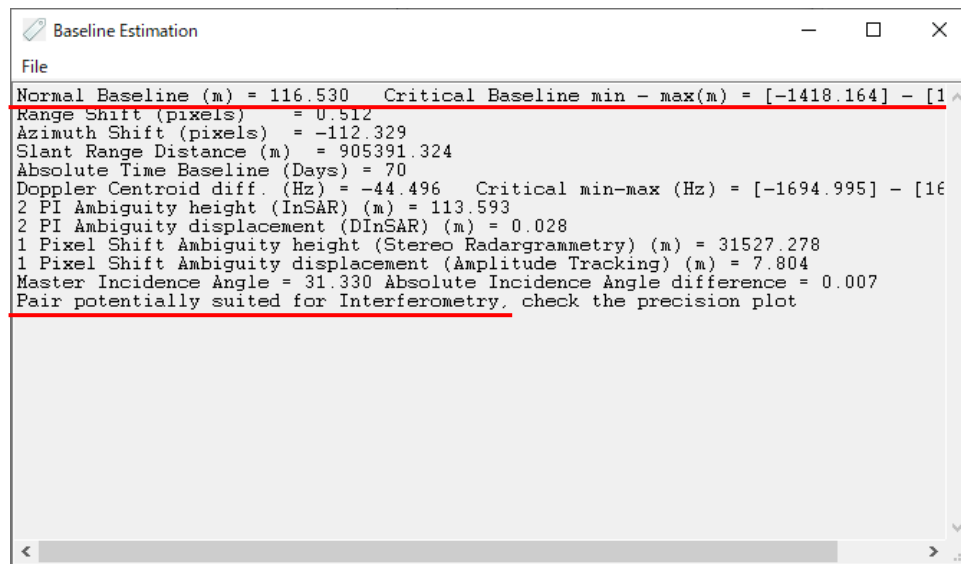 Baseline Estimation
File
Normal Baseline (m) = 116.530   Critical Baseline min - max(m) = [-1418.164] - [1
Range Shift (pixels)    = 0.512
Azimuth Shift (pixels)  = -112.329
Slant Range Distance (m)  = 905391.324
Absolute Time Baseline (Days) = 70
Doppler Centroid diff. (Hz) = -44.496   Critical min-max (Hz) = [-1694.995] - [16
2 PI Ambiguity height (InSAR) (m) = 113.593
2 PI Ambiguity displacement (DInSAR) (m) = 0.028
1 Pixel Shift Ambiguity height (Stereo Radargrammetry) (m) = 31527.278
1 Pixel Shift Ambiguity displacement (Amplitude Tracking) (m) = 7.804
Master Incidence Angle = 31.330 Absolute Incidence Angle difference = 0.007
Pair potentially suited for Interferometry, check the precision plot